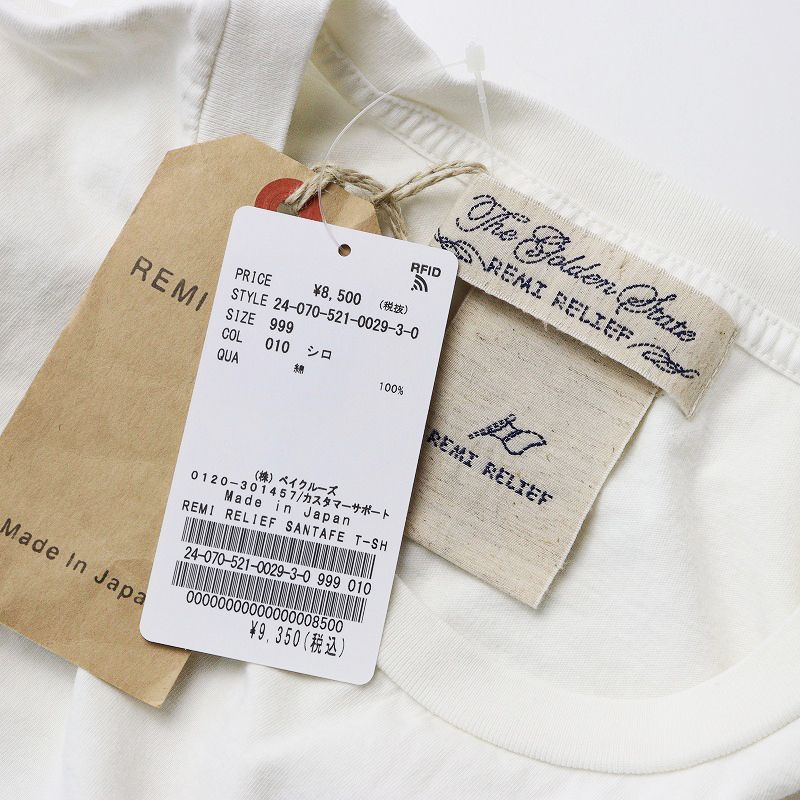 REMI
Made In Japa
RFID
PRICE ¥8,500 (税抜)
STYLE 24-070-521-0029-3-0
SIZE 999
COL 010 シロ
QUA 綿 100%
(株) ベイクルーズ
0120-301457/カスタマーサポート
Made in Japan
REMI RELIEF SANTAFE T-SH
24-070-521-0029-3-0 999 010
0000000000000000008500
¥9,350(税込)
The Golden State
REMI RELIEF
REMI RELIEF